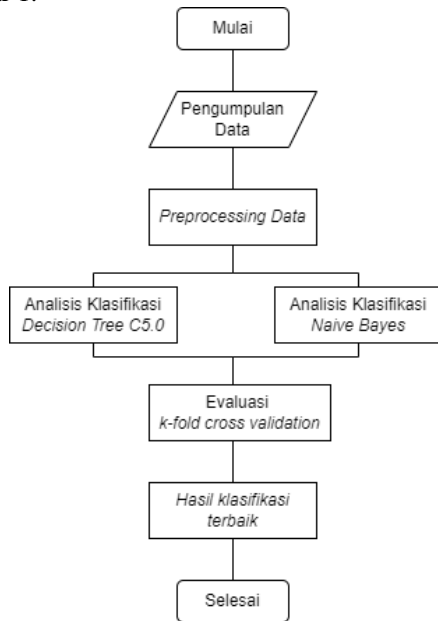 Mulai
Pengumpulan
Data
Preprocessing Data
Analisis Klasifikasi
Decision Tree C5.0
Analisis Klasifikasi
Naive Bayes
Evaluasi
k-fold cross validation
Hasil klasifikasi
terbaik
Selesai